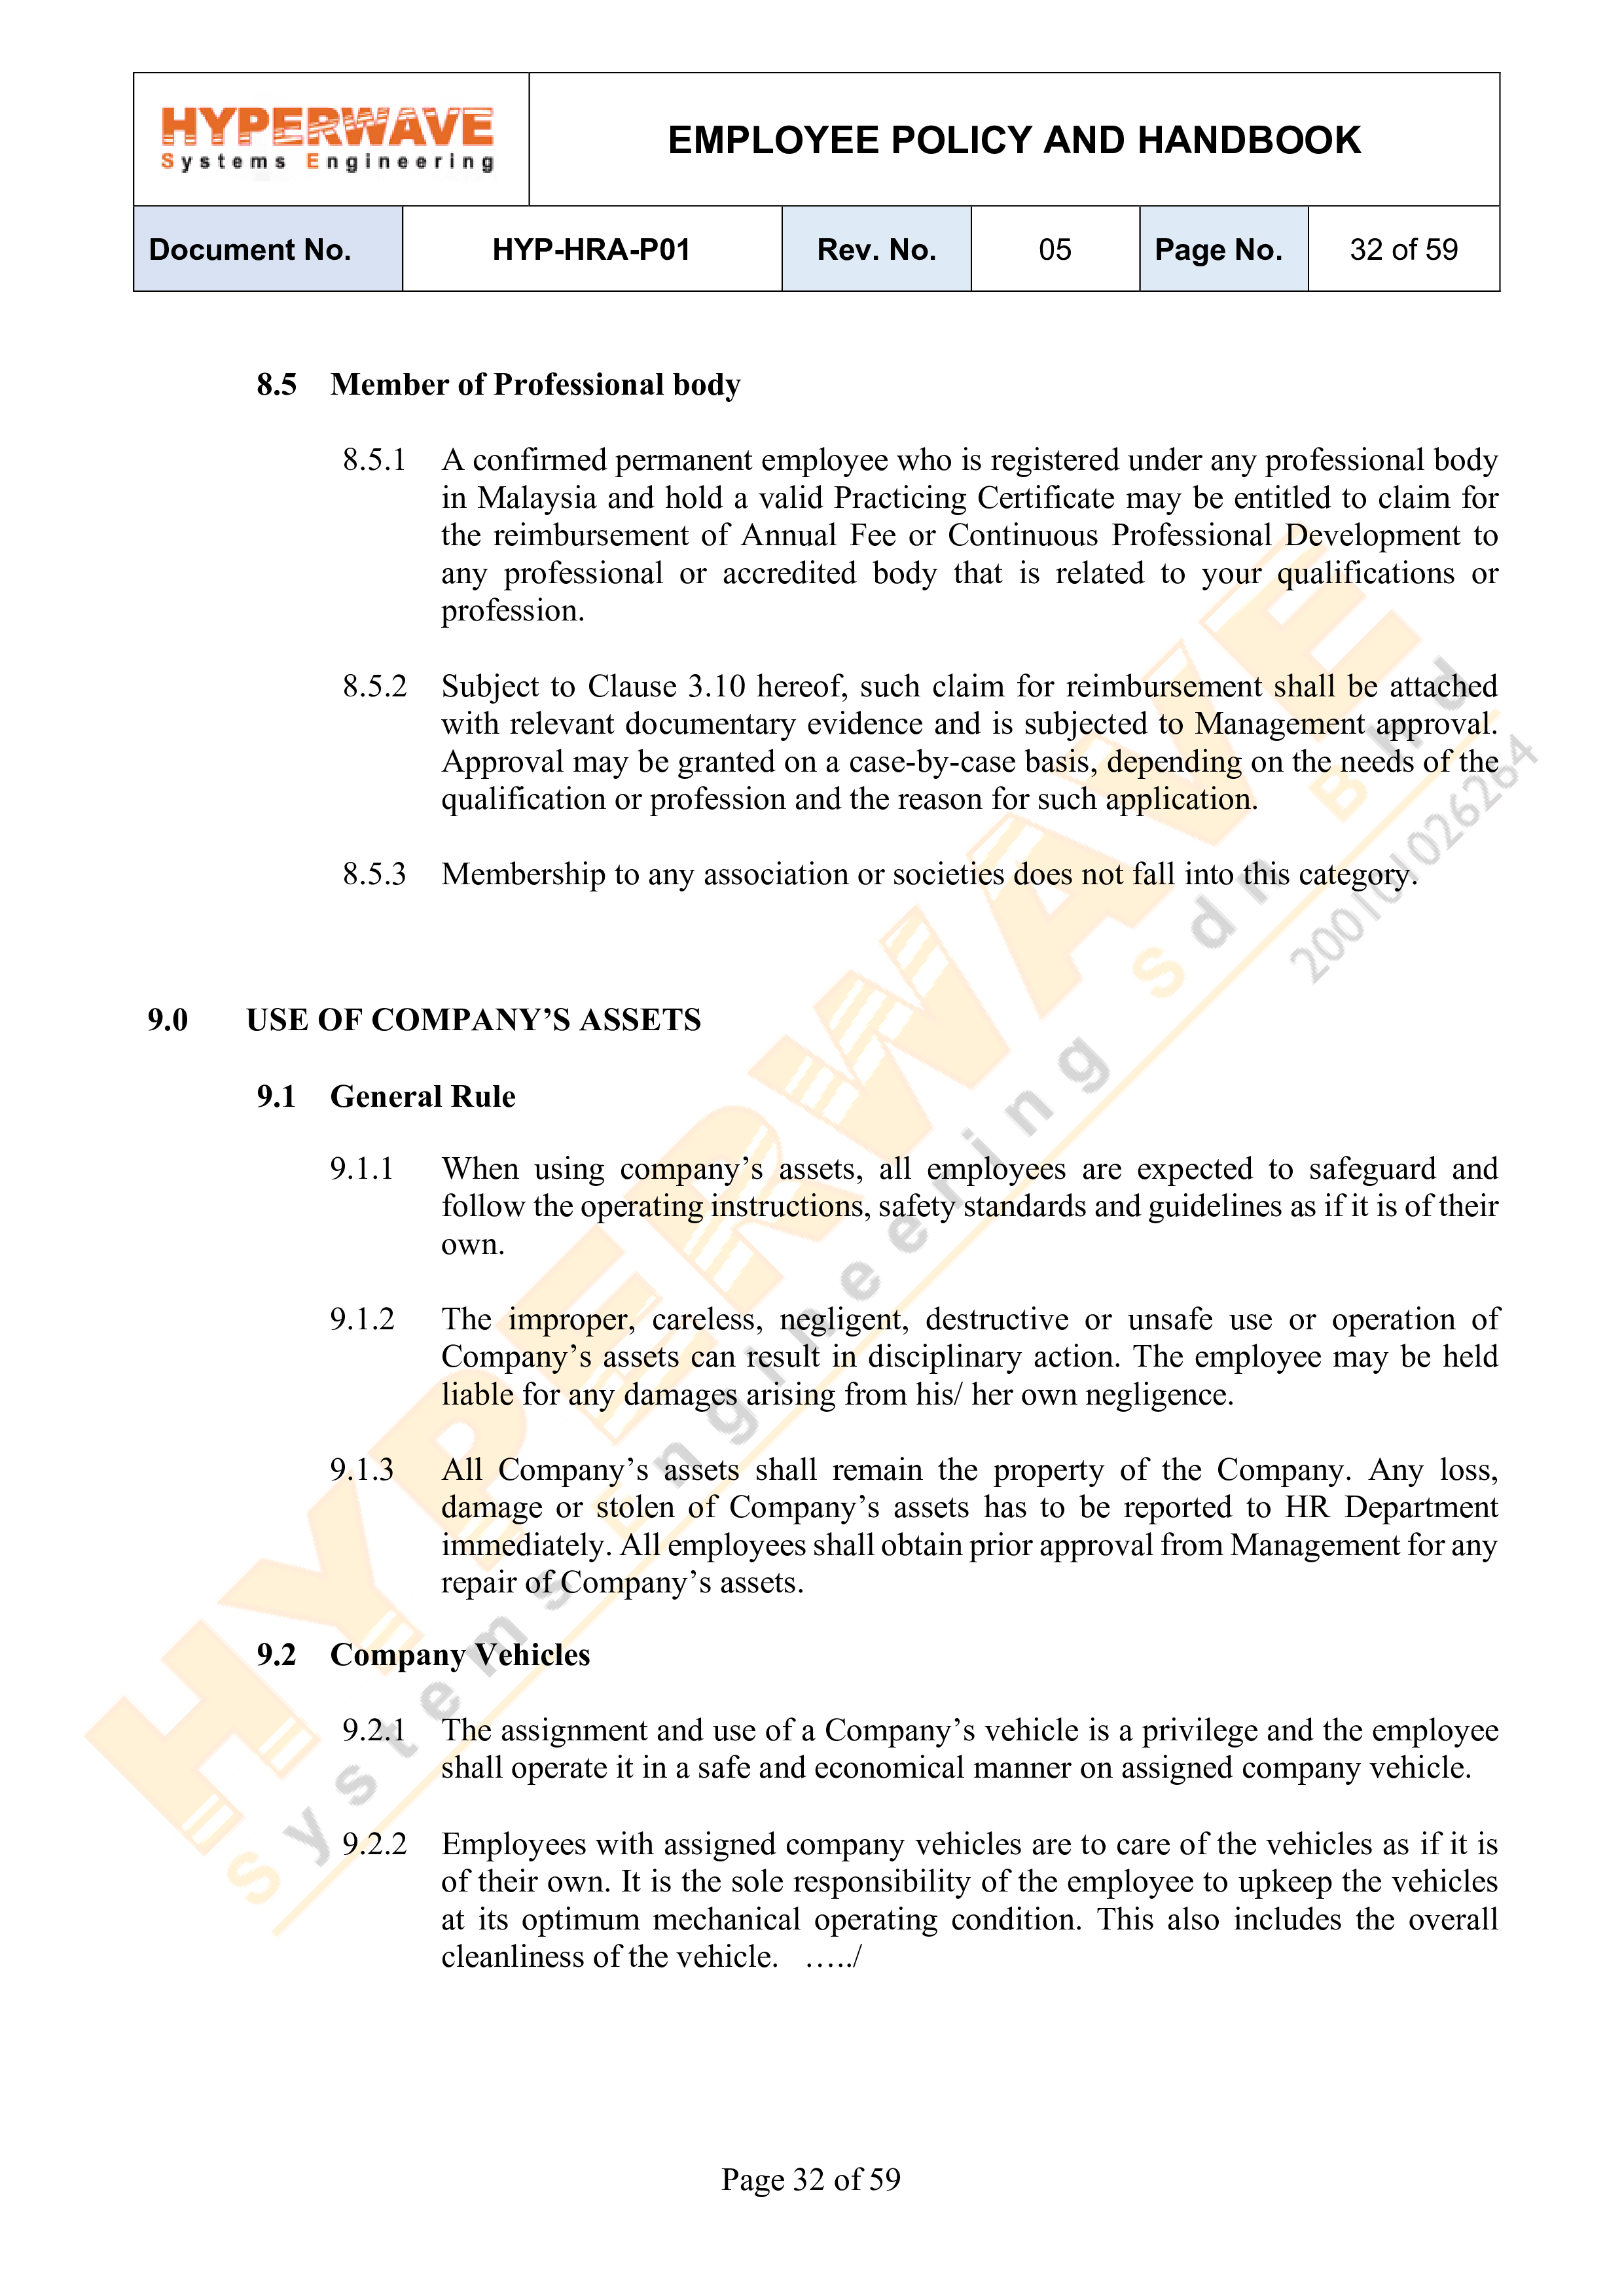 HYPERWAVE
Systems Engineering
EMPLOYEE POLICY AND HANDBOOK
Document No. HYP-HRA-P01 Rev. No. 05 Page No. 32 of 59
8.5 Member of Professional body
8.5.1 A confirmed permanent employee who is registered under any professional body
in Malaysia and hold a valid Practicing Certificate may be entitled to claim for
the reimbursement of Annual Fee or Continuous Professional Development to
any professional or accredited body that is related to your qualifications or
profession.
8.5.2 Subject to Clause 3.10 hereof, such claim for reimbursement shall be attached
with relevant documentary evidence and is subjected to Management approval.
Approval may be granted on a case-by-case basis, depending on the needs of the
qualification or profession and the reason for such application.
8.5.3 Membership to any association or societies does not fall into this category.
9.0 USE OF COMPANY’S ASSETS
9.1 General Rule
9.1.1 When using company’s assets, all employees are expected to safeguard and
follow the operating instructions, safety standards and guidelines as if it is of their
own.
9.1.2 The improper, careless, negligent, destructive or unsafe use or operation of
Company’s assets can result in disciplinary action. The employee may be held
liable for any damages arising from his/ her own negligence.
9.1.3 All Company’s assets shall remain the property of the Company. Any loss,
damage or stolen of Company’s assets has to be reported to HR Department
immediately. All employees shall obtain prior approval from Management for any
repair of Company’s assets.
9.2 Company Vehicles
9.2.1 The assignment and use of a Company’s vehicle is a privilege and the employee
shall operate it in a safe and economical manner on assigned company vehicle.
9.2.2 Employees with assigned company vehicles are to care of the vehicles as if it is
of their own. It is the sole responsibility of the employee to upkeep the vehicles
at its optimum mechanical operating condition. This also includes the overall
cleanliness of the vehicle. …../
HYPERWAVE
Systems Engineering Sdn Bhd
200101026264
Page 32 of 59